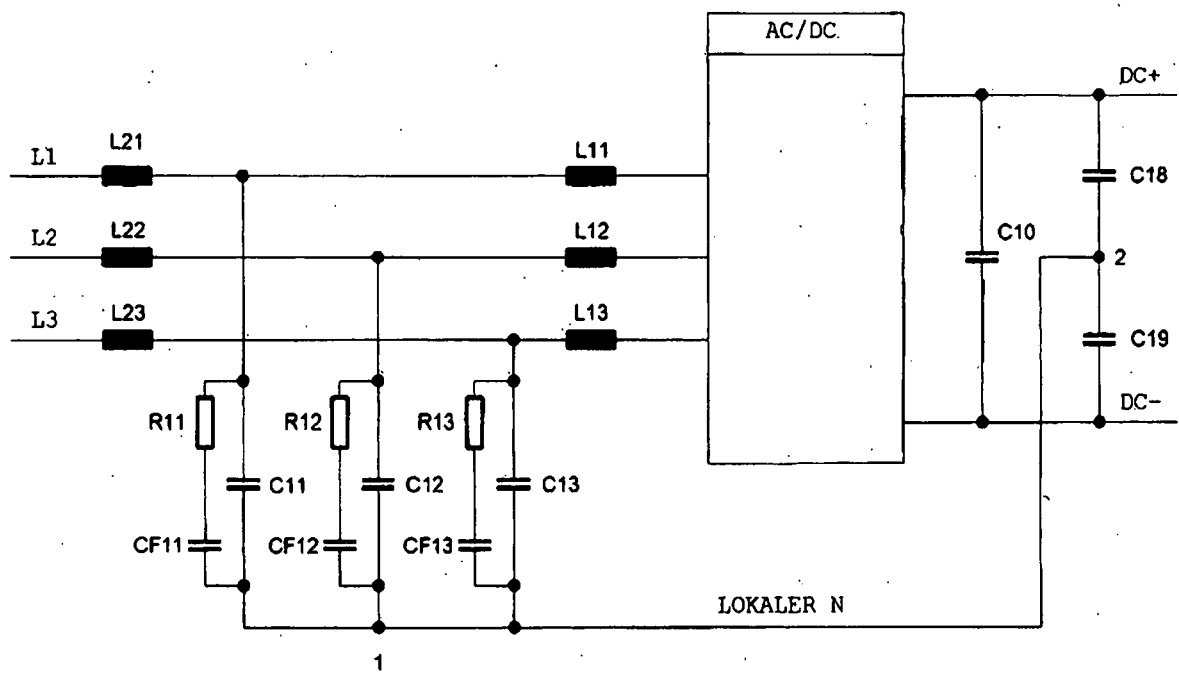 AC/DC
DC+
L21
L11
L1
C18
L22
L12
L2
C10
2
L23
L13
L3
C19
DC-
R11
R12
R13
C11
C12
C13
CF11
CF12
CF13
LOKALER N
1